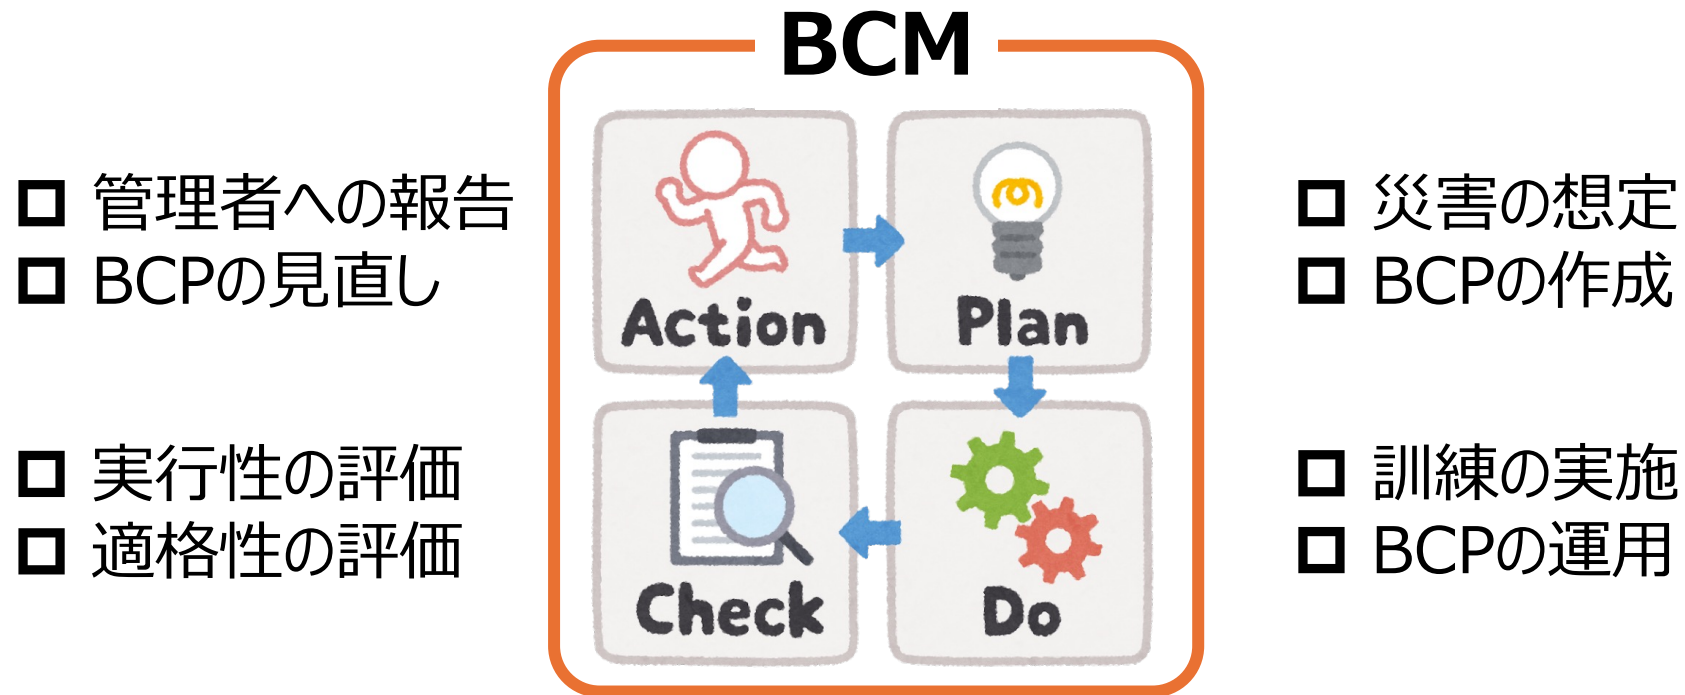 BCM
管理者への報告
BCPの見直し
Action
Plan
災害の想定
BCPの作成
実行性の評価
適格性の評価
Check
Do
訓練の実施
BCPの運用